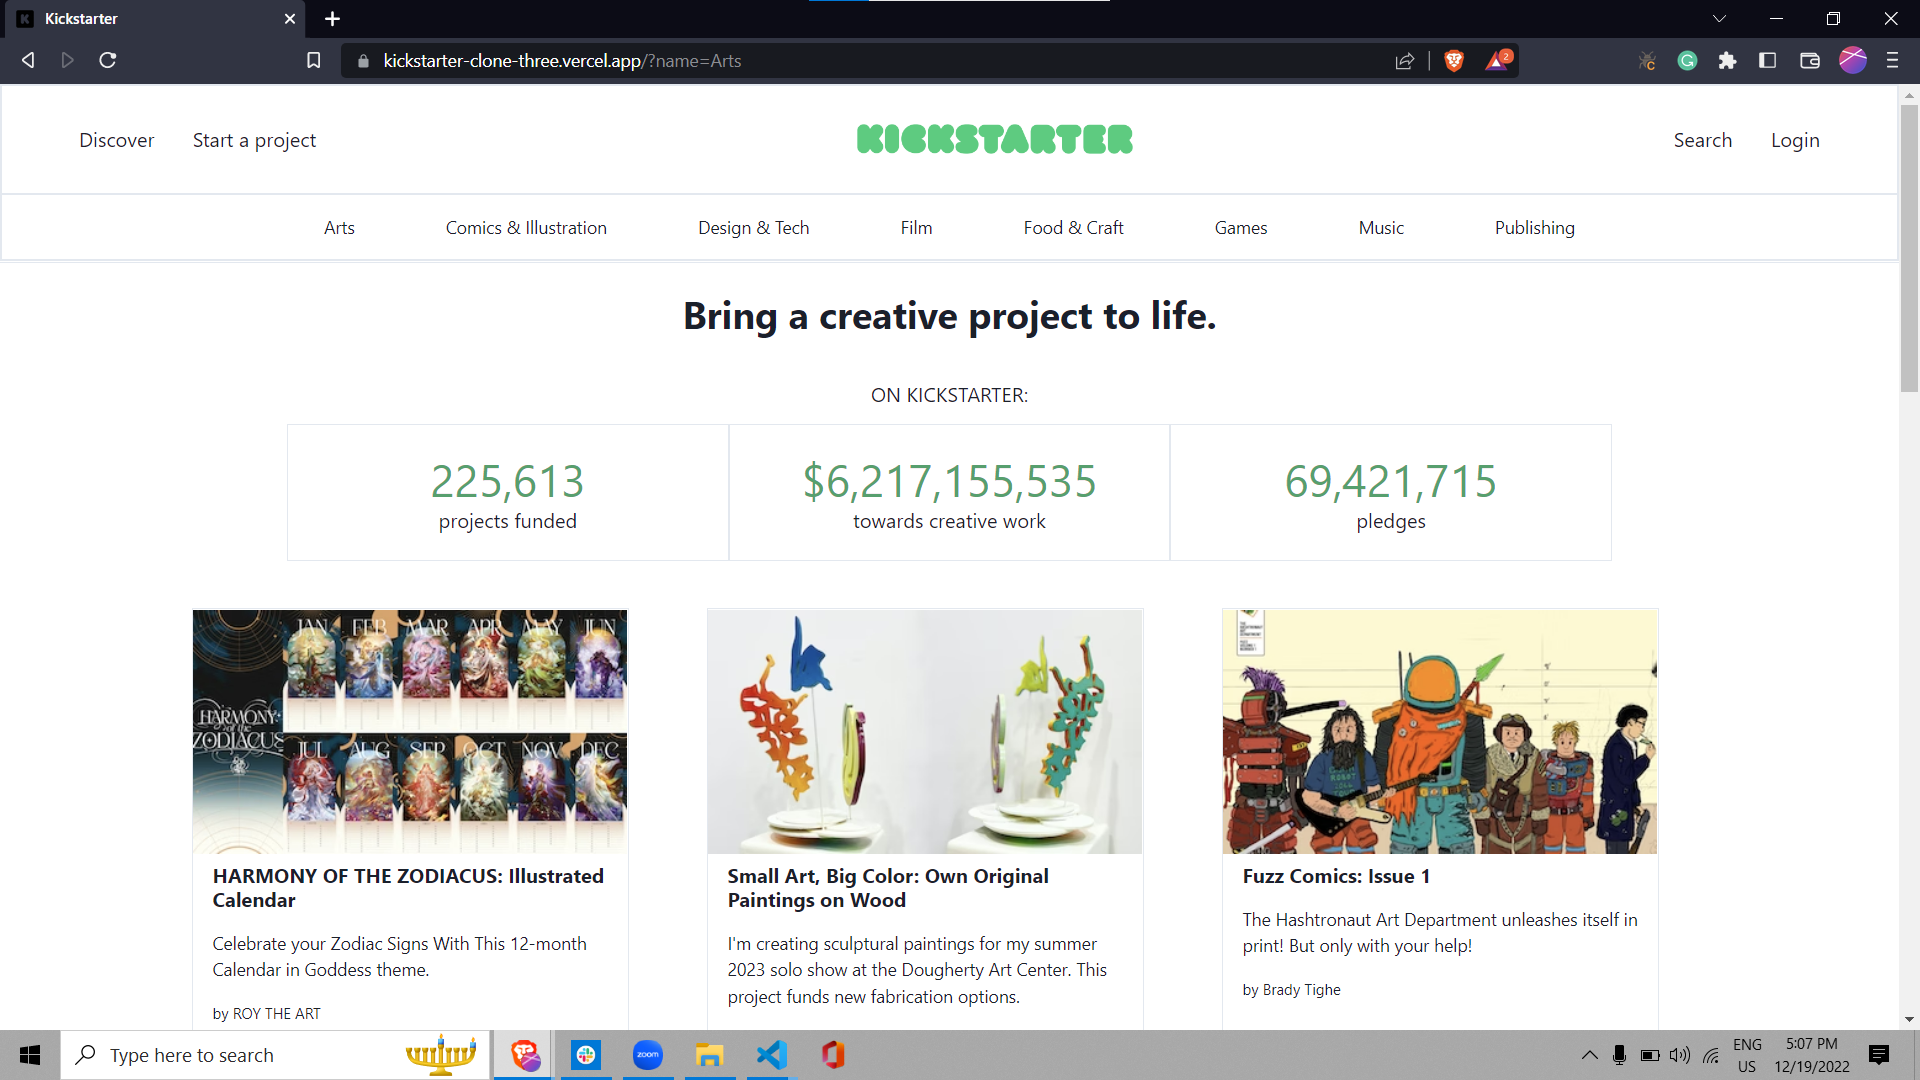 Kickstarter
kickstarter-clone-three.vercel.app/?name=Arts
2
Discover
Start a project
KICKSTARTER
Search
Login
Arts
Comics & Illustration
Design & Tech
Film
Food & Craft
Games
Music
Publishing
Bring a creative project to life.
ON KICKSTARTER:
225,613
projects funded
$6,217,155,535
towards creative work
69,421,715
pledges
JAN FEB MAR APR MAY JUN
HARMONY
of the
ZODIACUS
JUL AUG SEP OCT NOV DEC
HARMONY OF THE ZODIACUS: Illustrated
Calendar
Celebrate your Zodiac Signs With This 12-month
Calendar in Goddess theme.
by ROY THE ART
Small Art, Big Color: Own Original
Paintings on Wood
I'm creating sculptural paintings for my summer
2023 solo show at the Dougherty Art Center. This
project funds new fabrication options.
Fuzz Comics: Issue 1
The Hashtronaut Art Department unleashes itself in
print! But only with your help!
by Brady Tighe
Type here to search
zoom
ENG
US
5:07 PM
12/19/2022